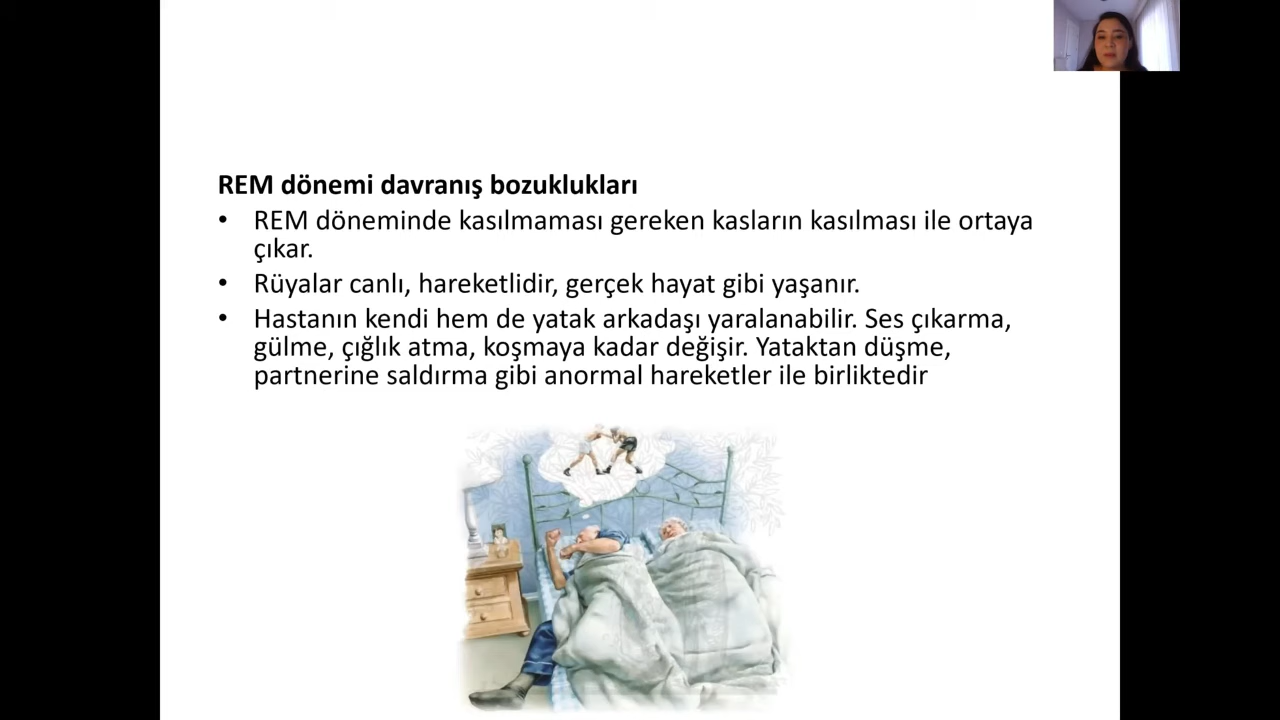 REM dönemi davranış bozuklukları
• REM döneminde kasılmaması gereken kasların kasılması ile ortaya
çıkar.
• Rüyalar canlı, hareketlidir, gerçek hayat gibi yaşanır.
• Hastanın kendi hem de yatak arkadaşı yaralanabilir. Ses çıkarma,
gülme, çığlık atma, koşmaya kadar değişir. Yataktan düşme,
partnerine saldırma gibi anormal hareketler ile birliktedir